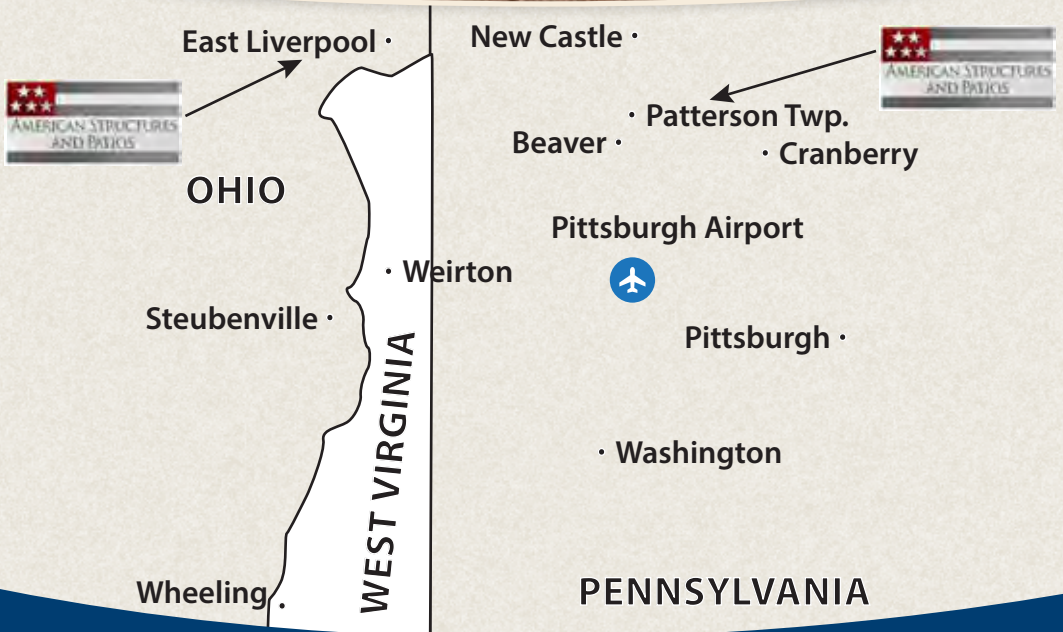 East Liverpool
New Castle
AMERICAN STRUCTURES
AND PATIOS
AMERICAN STRUCTURES
AND PATIOS
Patterson Twp.
Beaver
Cranberry
OHIO
Pittsburgh Airport
Weirton
Steubenville
Pittsburgh
WEST VIRGINIA
Washington
Wheeling
PENNSYLVANIA